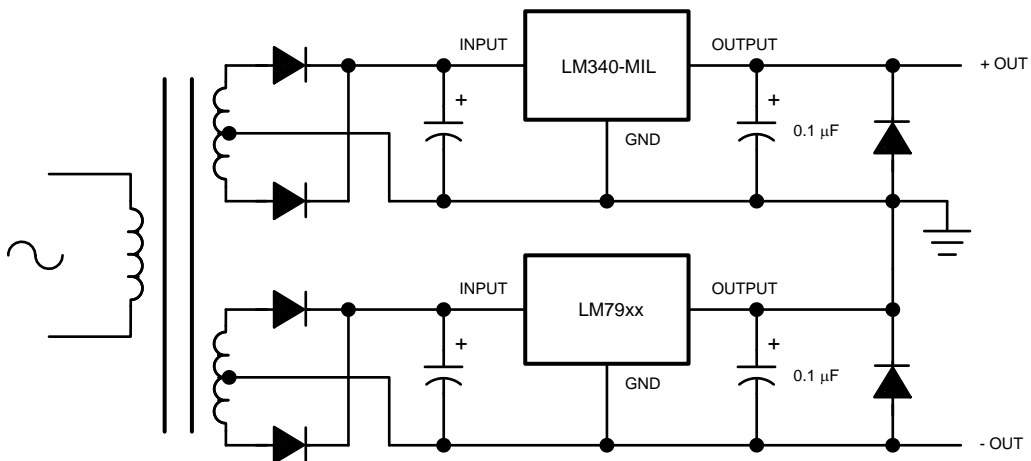 INPUT
LM340-MIL
OUTPUT
+ OUT
+
+
0.1 µF
GND
INPUT
LM79xx
OUTPUT
+
+
0.1 µF
GND
- OUT